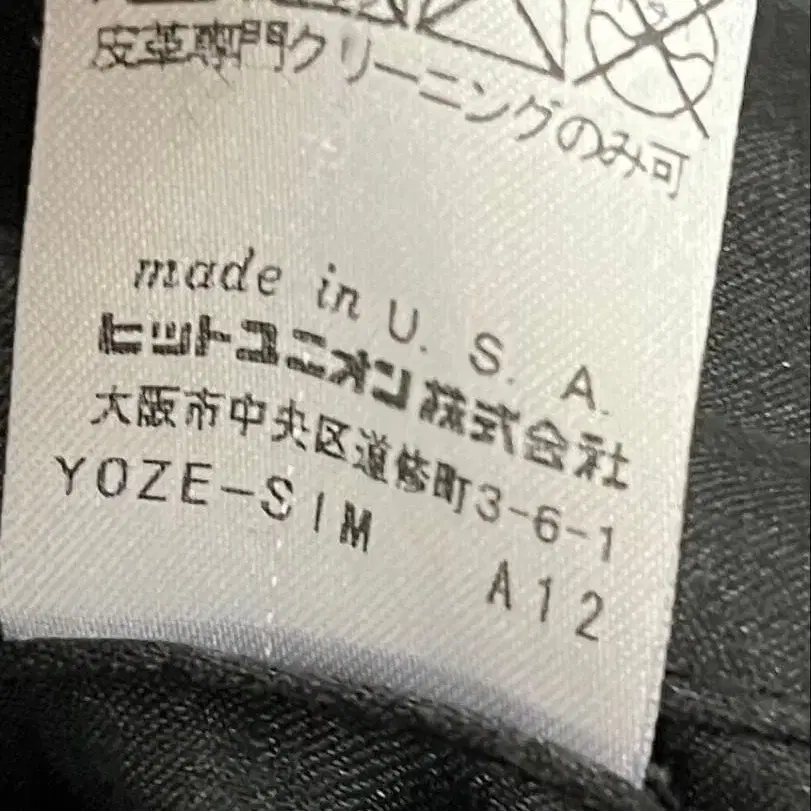 皮革専門クリーニングのみ可
made in U. S. A.
ヒットユニオン株式会社
大阪市中央区道修町3-6-1
YOZE-SIM
A12